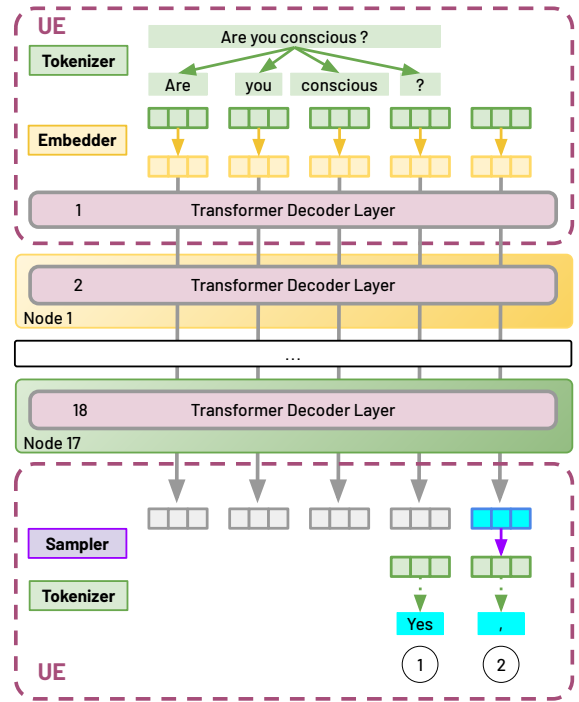 UE
Are you conscious ?
Tokenizer
Are you conscious ?
Embedder
1 Transformer Decoder Layer
2 Transformer Decoder Layer
Node 1
...
18 Transformer Decoder Layer
Node 17
Sampler
Tokenizer
Yes ,
1 2
UE